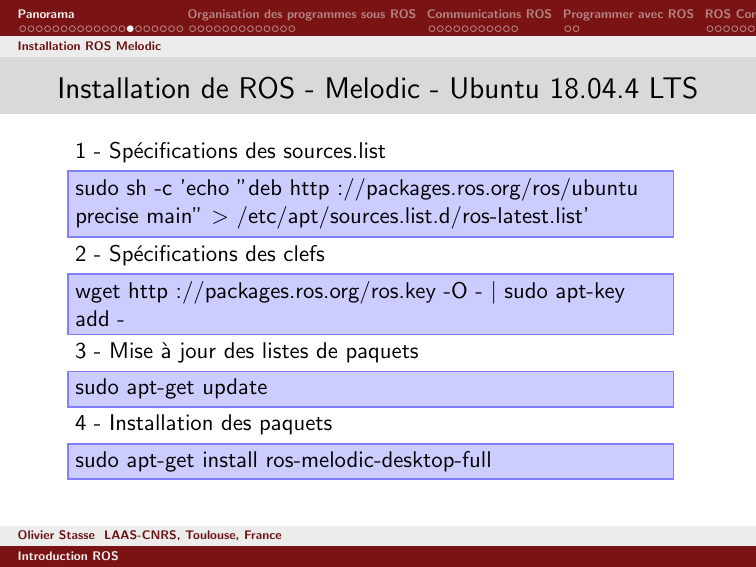 Panorama Organisation des programmes sous ROS Communications ROS Programmer avec ROS ROS Con
Installation ROS Melodic
Installation de ROS - Melodic - Ubuntu 18.04.4 LTS
1 - Spécifications des sources.list
sudo sh -c 'echo "deb http ://packages.ros.org/ros/ubuntu
precise main" > /etc/apt/sources.list.d/ros-latest.list'
2 - Spécifications des clefs
wget http ://packages.ros.org/ros.key -O - | sudo apt-key
add -
3 - Mise à jour des listes de paquets
sudo apt-get update
4 - Installation des paquets
sudo apt-get install ros-melodic-desktop-full
Olivier Stasse LAAS-CNRS, Toulouse, France
Introduction ROS